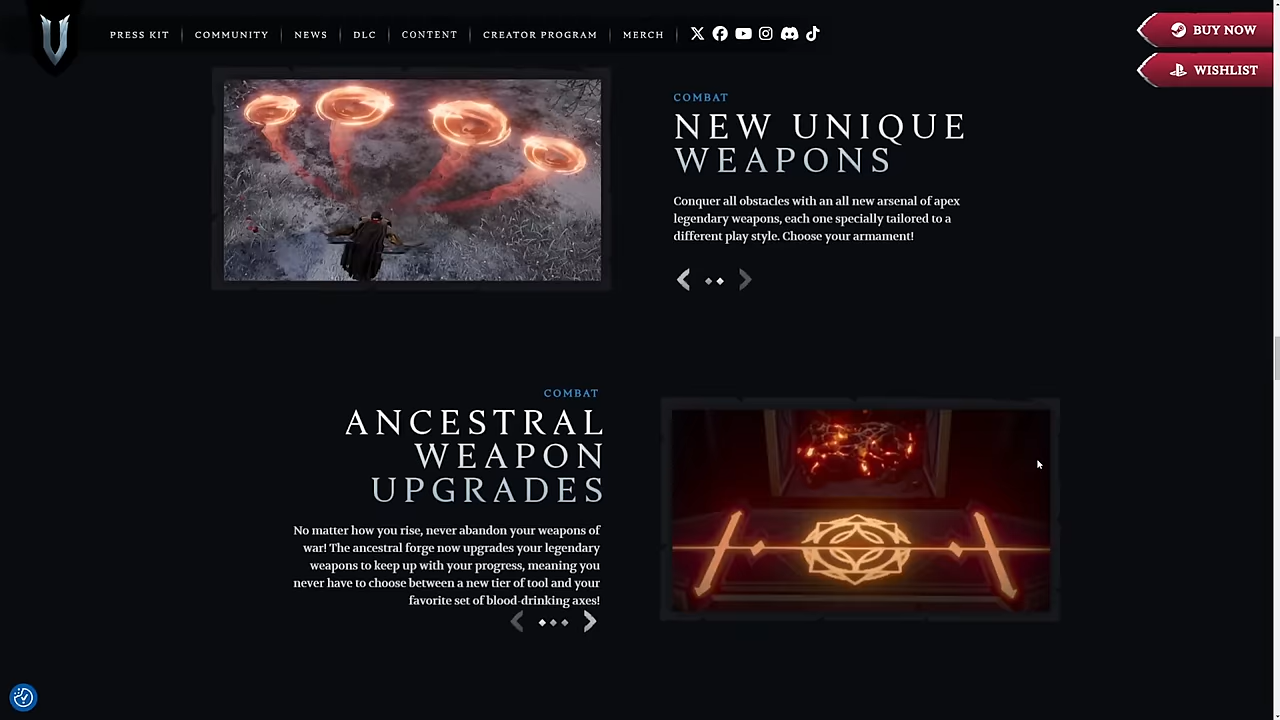 PRESS KIT
COMMUNITY
NEWS
DLC
CONTENT
CREATOR PROGRAM
MERCH
BUY NOW
WISHLIST
COMBAT
NEW UNIQUE
WEAPONS
Conquer all obstacles with an all new arsenal of apex
legendary weapons, each one specially tailored to a
different play style. Choose your armament!
COMBAT
ANCESTRAL
WEAPON
UPGRADES
No matter how you rise, never abandon your weapons of
war! The ancestral forge now upgrades your legendary
weapons to keep up with your progress, meaning you
never have to choose between a new tier of tool and your
favorite set of blood-drinking axes!